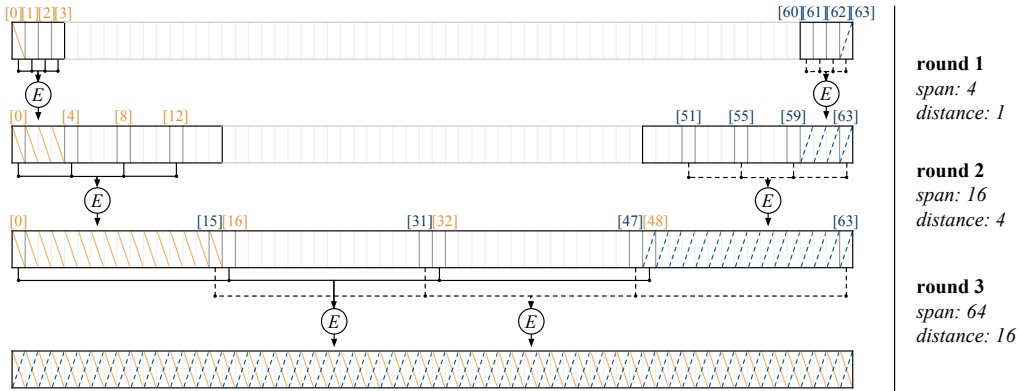 [0][1][2][3] [60][61][62][63]
E E
round 1
span: 4
distance: 1
[0] [4] [8] [12] [51] [55] [59] [63]
E E
round 2
span: 16
distance: 4
[0] [15][16] [31][32] [47][48] [63]
E E
round 3
span: 64
distance: 16